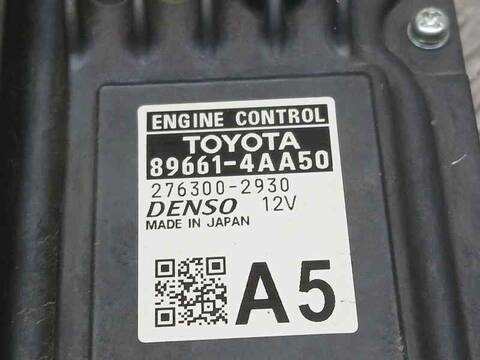 ENGINE CONTROL
TOYOTA
89661-4AA50
276300-2930
DENSO 12V
MADE IN JAPAN
A5